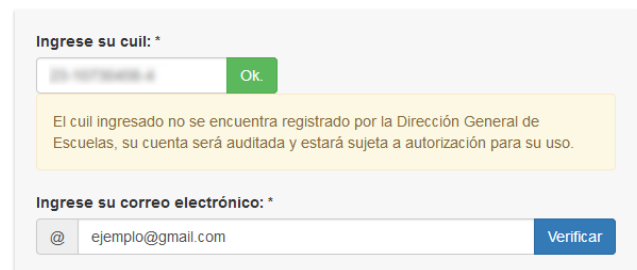 Ingrese su cuil: *
Ok.
El cuil ingresado no se encuentra registrado por la Dirección General de
Escuelas, su cuenta será auditada y estará sujeta a autorización para su uso.
Ingrese su correo electrónico: *
@ ejemplo@gmail.com Verificar